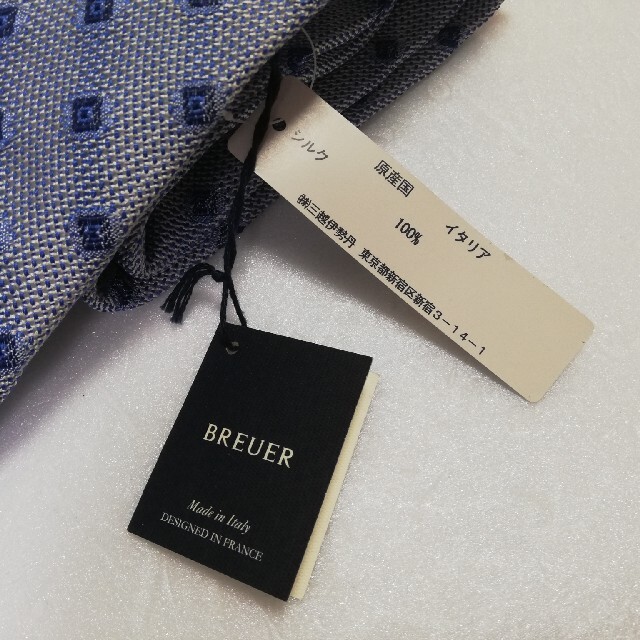 原産国 イタリア
シルク 100%
㈱三越伊勢丹 東京都新宿区新宿3-14-1
BREUER
Made in Italy
DESIGNED IN FRANCE